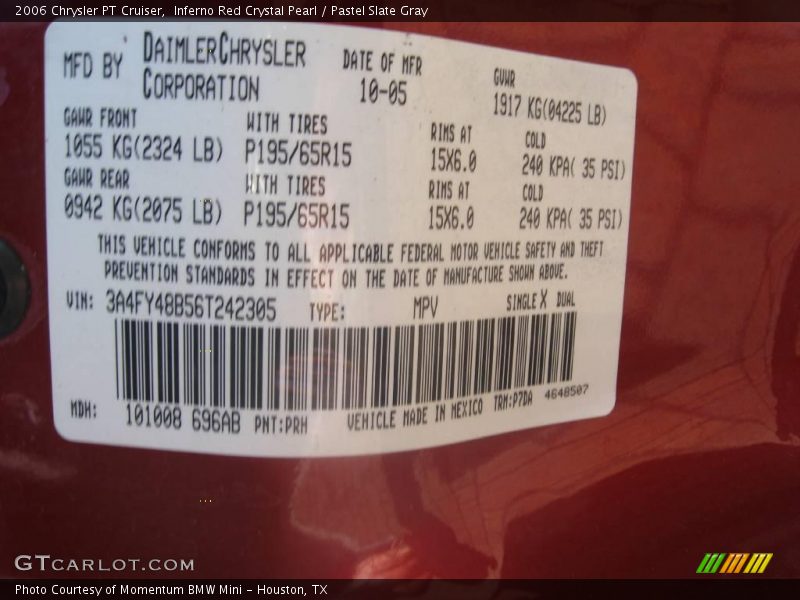 2006 Chrysler PT Cruiser, Inferno Red Crystal Pearl / Pastel Slate Gray
MFD BY DAIMLERCHRYSLER CORPORATION
DATE OF MFR 10-05
GVWR 1917 KG(04225 LB)
GAWR FRONT WITH TIRES RIMS AT COLD
1055 KG(2324 LB) P195/65R15 15X6.0 240 KPA( 35 PSI)
GAWR REAR WITH TIRES RIMS AT COLD
0942 KG(2075 LB) P195/65R15 15X6.0 240 KPA( 35 PSI)
THIS VEHICLE CONFORMS TO ALL APPLICABLE FEDERAL MOTOR VEHICLE SAFETY AND THEFT
PREVENTION STANDARDS IN EFFECT ON THE DATE OF MANUFACTURE SHOWN ABOVE.
VIN: 3A4FY48B56T242305 TYPE: MPV SINGLE X DUAL
MDH: 101008 696AB PNT:PRH VEHICLE MADE IN MEXICO TRM:P7DA 4648507
GTCARLOT.COM
Photo Courtesy of Momentum BMW Mini - Houston, TX